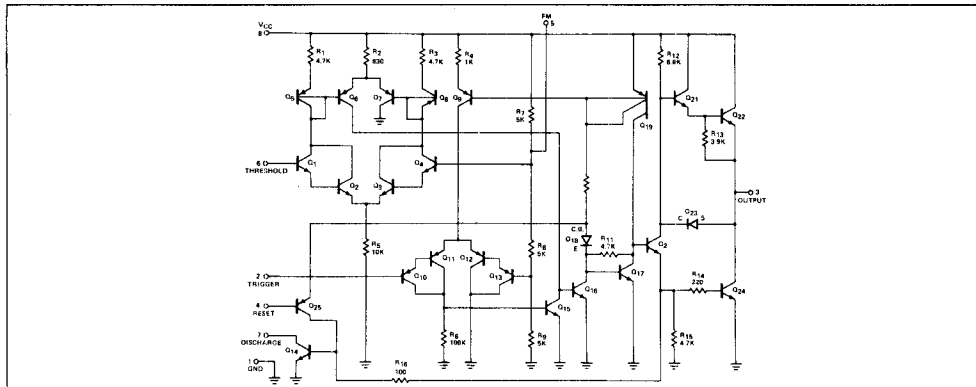 FM
5
VCC
8
R1
4.7K
R2
830
R3
4.7K
R4
1K
R12
6.8K
Q5
Q6
Q7
Q8
Q9
Q19
Q21
Q22
R7
5K
R13
3.9K
6
THRESHOLD
Q1
Q2
Q3
Q4
3
OUTPUT
C
Q23
C.B.
Q18
E
R11
4.7K
Q2
R5
10K
R8
5K
Q11
Q12
Q10
Q13
Q17
2
TRIGGER
Q16
R14
220
Q24
4
RESET
Q25
Q15
7
DISCHARGE
R6
100K
R9
5K
R15
4.7K
Q14
1
GND
R16
100